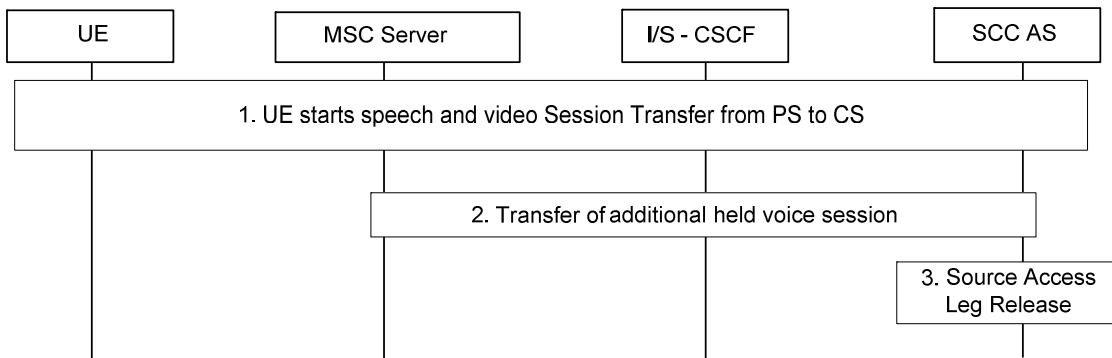 UE
MSC Server
I/S - CSCF
SCC AS
1. UE starts speech and video Session Transfer from PS to CS
2. Transfer of additional held voice session
3. Source Access
Leg Release